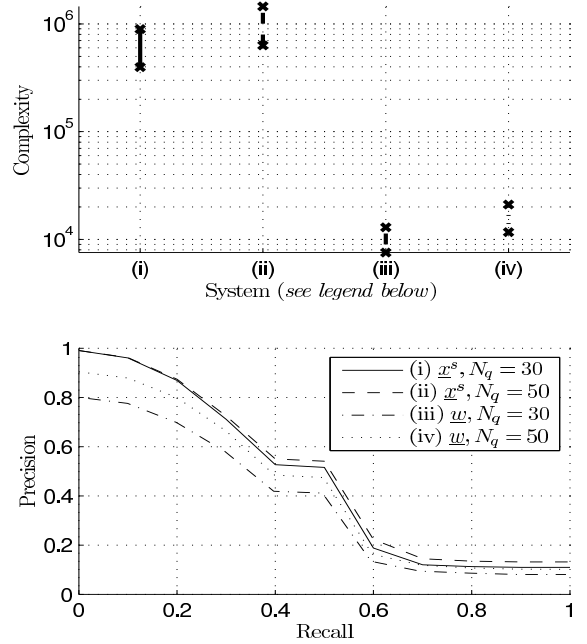 10^6
10^5
10^4
Complexity
(i) (ii) (iii) (iv)
System (see legend below)
1
0.8
0.6
0.4
0.2
0
Precision
(i) x^s, N_q = 30
(ii) x^s, N_q = 50
(iii) w, N_q = 30
(iv) w, N_q = 50
0 0.2 0.4 0.6 0.8 1
Recall